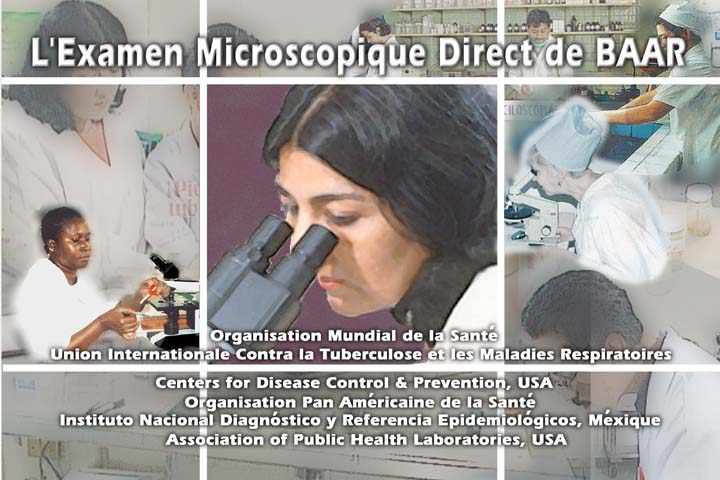 L'Examen Microscopique Direct de BAAR
Organisation Mundial de la Santé
Union Internationale Contra la Tuberculose et les Maladies Respiratoires
Centers for Disease Control & Prevention, USA
Organisation Pan Américaine de la Santé
Instituto Nacional Diagnóstico y Referencia Epidemiológicos, Méxique
Association of Public Health Laboratories, USA